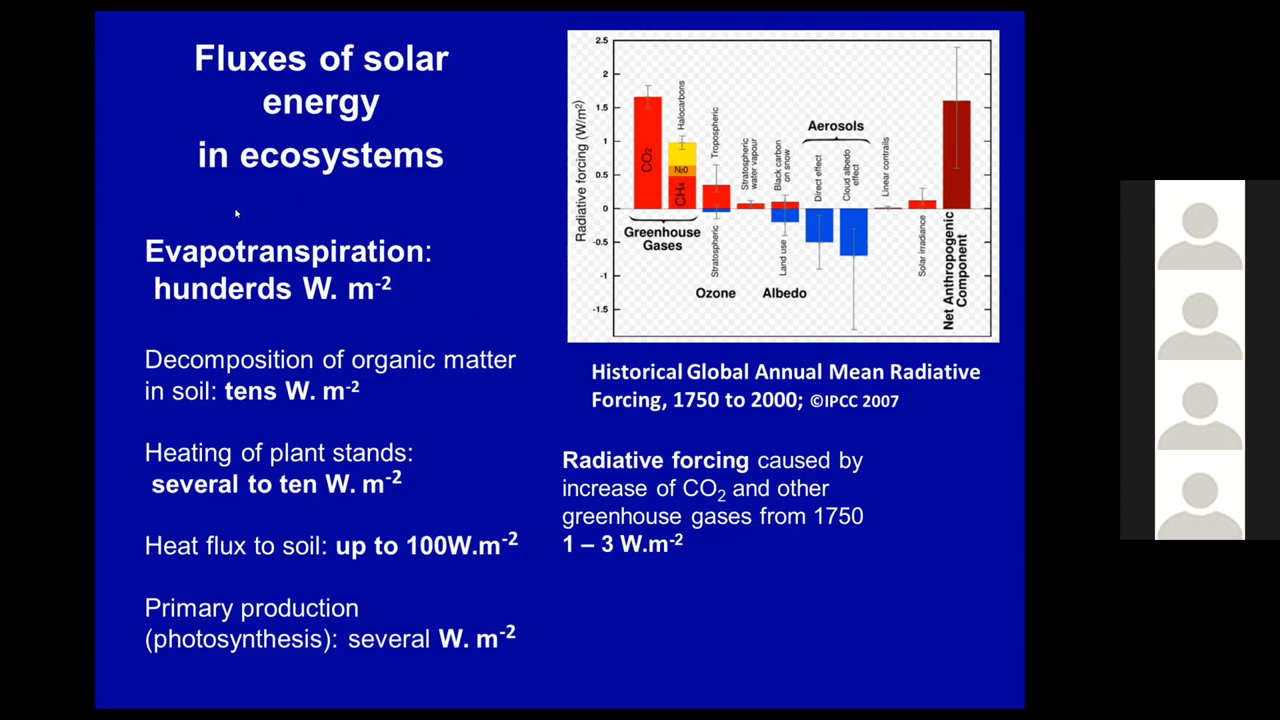 Fluxes of solar
energy
in ecosystems
Evapotranspiration:
hunderds W. m-2
Decomposition of organic matter
in soil: tens W. m-2
Heating of plant stands:
several to ten W. m-2
Heat flux to soil: up to 100W.m-2
Primary production
(photosynthesis): several W. m-2
Radiative forcing (W/m2)
2.5
2
1.5
1
0.5
0
-0.5
-1
-1.5
CO2
Halocarbons
N2O
CH4
Greenhouse
Gases
Tropospheric
Stratospheric
Ozone
Stratospheric
water vapour
Black carbon
on snow
Land use
Albedo
Aerosols
Direct effect
Cloud albedo
effect
Linear contrails
Solar irradiance
Net Anthropogenic
Component
Historical Global Annual Mean Radiative
Forcing, 1750 to 2000; ©IPCC 2007
Radiative forcing caused by
increase of CO2 and other
greenhouse gases from 1750
1 – 3 W.m-2